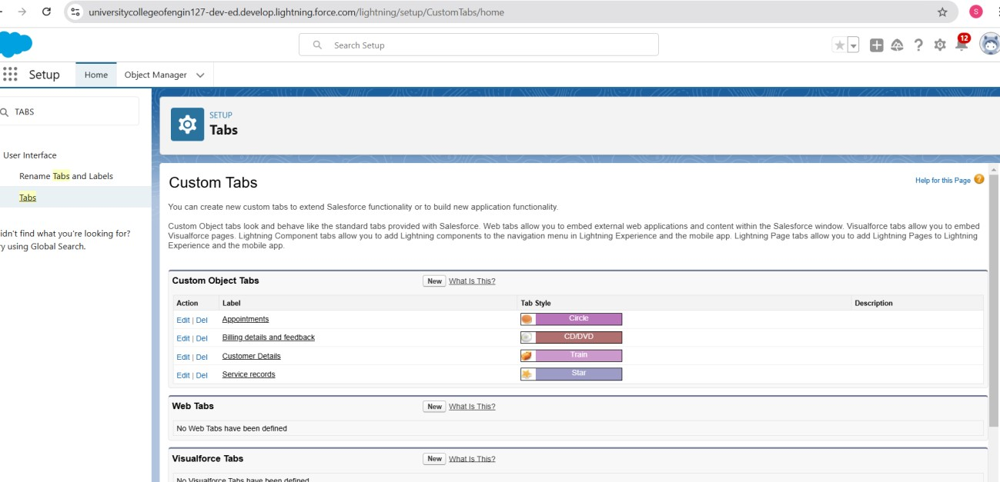 universitycollegeofengin127-dev-ed.develop.lightning.force.com/lightning/setup/CustomTabs/home
S
Search Setup
12
Setup
Home
Object Manager
TABS
SETUP
Tabs
User Interface
Rename Tabs and Labels
Tabs
idn't find what you're looking for?
ry using Global Search.
Custom Tabs
Help for this Page ?
You can create new custom tabs to extend Salesforce functionality or to build new application functionality.
Custom Object tabs look and behave like the standard tabs provided with Salesforce. Web tabs allow you to embed external web applications and content within the Salesforce window. Visualforce tabs allow you to embed
Visualforce pages. Lightning Component tabs allow you to add Lightning components to the navigation menu in Lightning Experience and the mobile app. Lightning Page tabs allow you to add Lightning Pages to Lightning
Experience and the mobile app.
Custom Object Tabs New What Is This?
Action Label Tab Style Description
Edit | Del Appointments Circle
Edit | Del Billing details and feedback CD/DVD
Edit | Del Customer Details Train
Edit | Del Service records Star
Web Tabs New What Is This?
No Web Tabs have been defined
Visualforce Tabs New What Is This?
No Visualforce Tabs have been defined